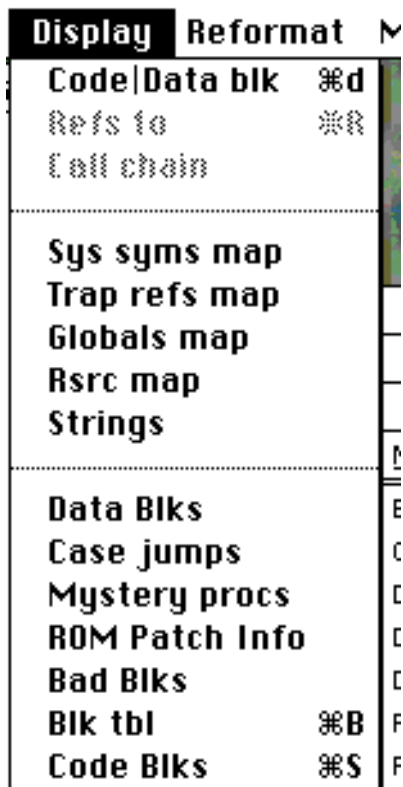 Display Reformat M
Code|Data blk ⌘d
Refs to ⌘R
Call chain
Sys syms map
Trap refs map
Globals map
Rsrc map
Strings
Data Blks
Case jumps
Mystery procs
ROM Patch Info
Bad Blks
Blk tbl ⌘B
Code Blks ⌘S